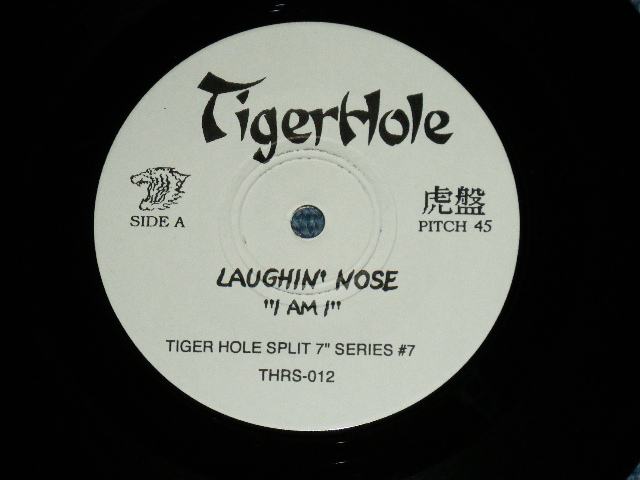 TigerHole
SIDE A
虎盤
PITCH 45
LAUGHIN' NOSE
"I AM I"
TIGER HOLE SPLIT 7" SERIES #7
THRS-012